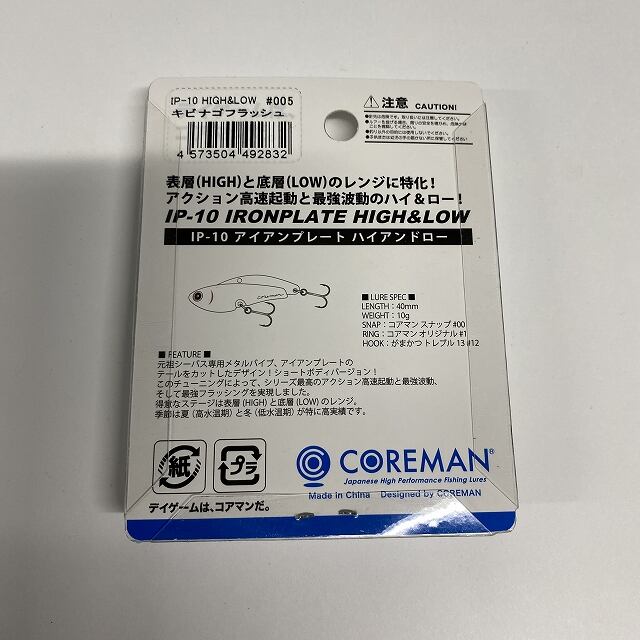 IP-10 HIGH&LOW #005
キビナゴフラッシュ
4 573504 492832
注意 CAUTION!
表層(HIGH)と底層(LOW)のレンジに特化!
アクション高速起動と最強波動のハイ&ロー!
IP-10 IRONPLATE HIGH&LOW
IP-10 アイアンプレート ハイアンドロー
COREMAN
■ LURE SPEC ■
LENGTH:40mm
WEIGHT:10g
SNAP:コアマン スナップ #00
RING:コアマン オリジナル #1
HOOK:がまかつ トレブル 13 #12
■ FEATURE ■
元祖シーバス専用メタルバイブ、アイアンプレートの
テールをカットしたデザイン!ショートボディバージョン!
このチューニングによって、シリーズ最高のアクション高速起動と最強波動、
そして最強フラッシングを実現しました。
得意なステージは表層(HIGH)と底層(LOW)のレンジ。
季節は夏(高水温期)と冬(低水温期)が特に高実績です。
紙
プラ
COREMAN®
Japanese High Performance Fishing Lures
Made in China Designed by COREMAN
デイゲームは、コアマンだ。